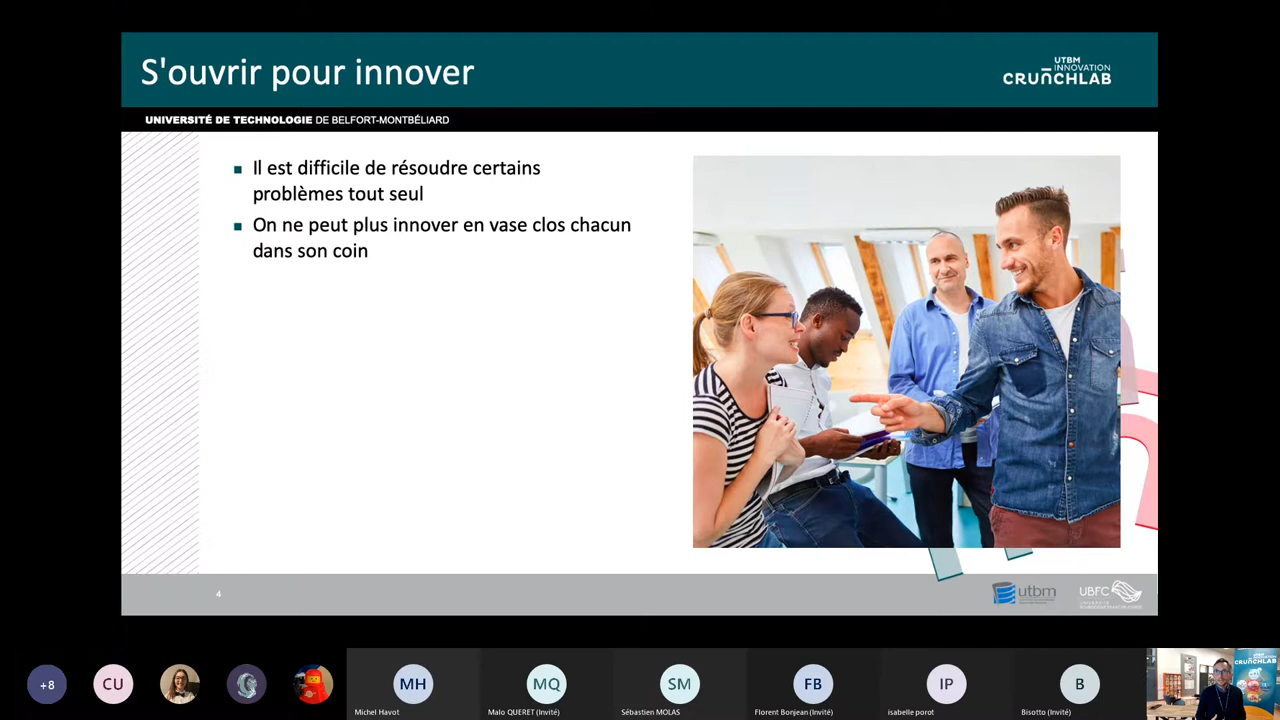 S'ouvrir pour innover
UTBM
INNOVATION
CRUNCHLAB
UNIVERSITÉ DE TECHNOLOGIE DE BELFORT-MONTBÉLIARD
Il est difficile de résoudre certains
problèmes tout seul
On ne peut plus innover en vase clos chacun
dans son coin
4
utbm
UBFC
+8
CU
MH
MQ
SM
FB
IP
B
Michel Havot
Malo QUERET (Invité)
Sébastien MOLAS
Florent Bonjean (Invité)
isabelle porot
Bisotto (Invité)
CRUNCHLAB